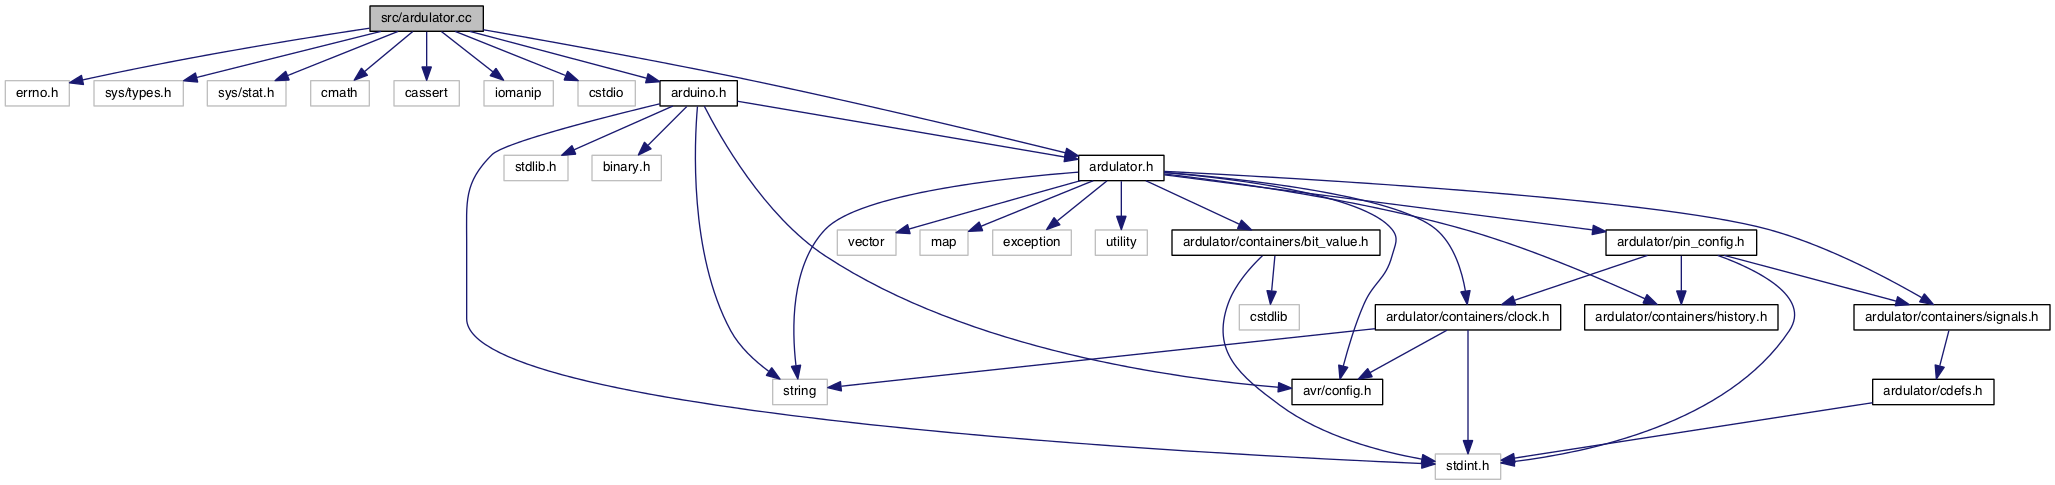 src/ardulator.cc
errno.h
sys/types.h
sys/stat.h
cmath
cassert
iomanip
cstdio
arduino.h
stdlib.h
binary.h
ardulator.h
vector
map
exception
utility
ardulator/containers/bit_value.h
ardulator/pin_config.h
cstdlib
ardulator/containers/clock.h
ardulator/containers/history.h
ardulator/containers/signals.h
string
avr/config.h
ardulator/cdefs.h
stdint.h